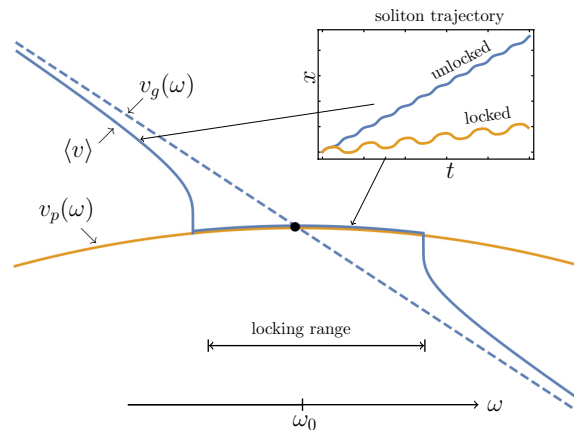 soliton trajectory
x
unlocked
locked
t
v_g(ω)
⟨v⟩
v_p(ω)
locking range
ω_0
ω